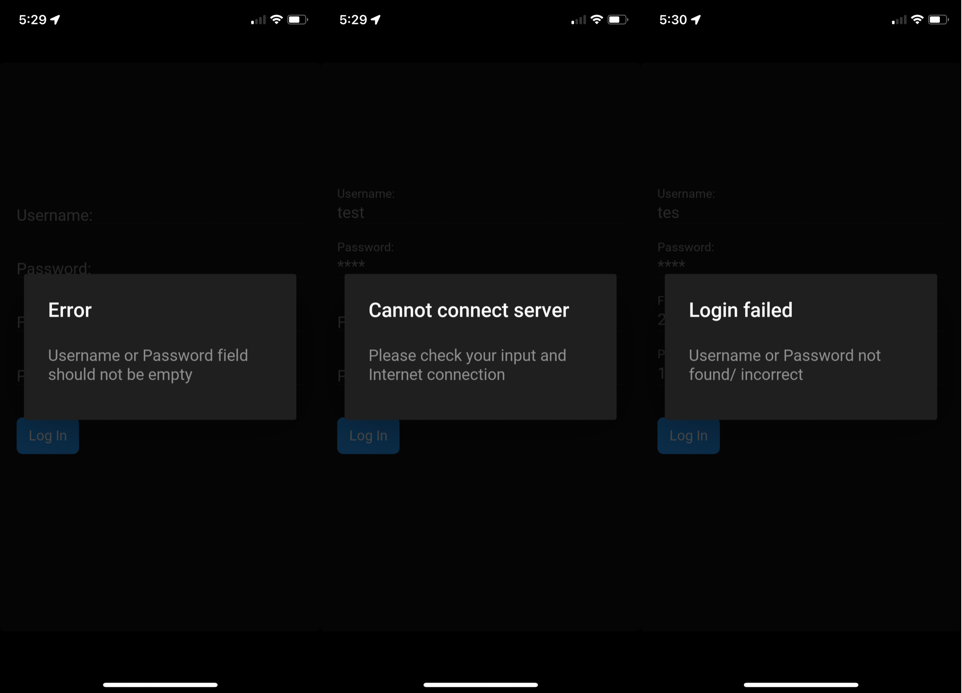 5:29
Username:
Password:
F
F
Error
Username or Password field
should not be empty
Log In
5:29
Username:
test
Password:
****
F
P
Cannot connect server
Please check your input and
Internet connection
Log In
5:30
Username:
tes
Password:
****
F
2
P
1
Login failed
Username or Password not
found/ incorrect
Log In